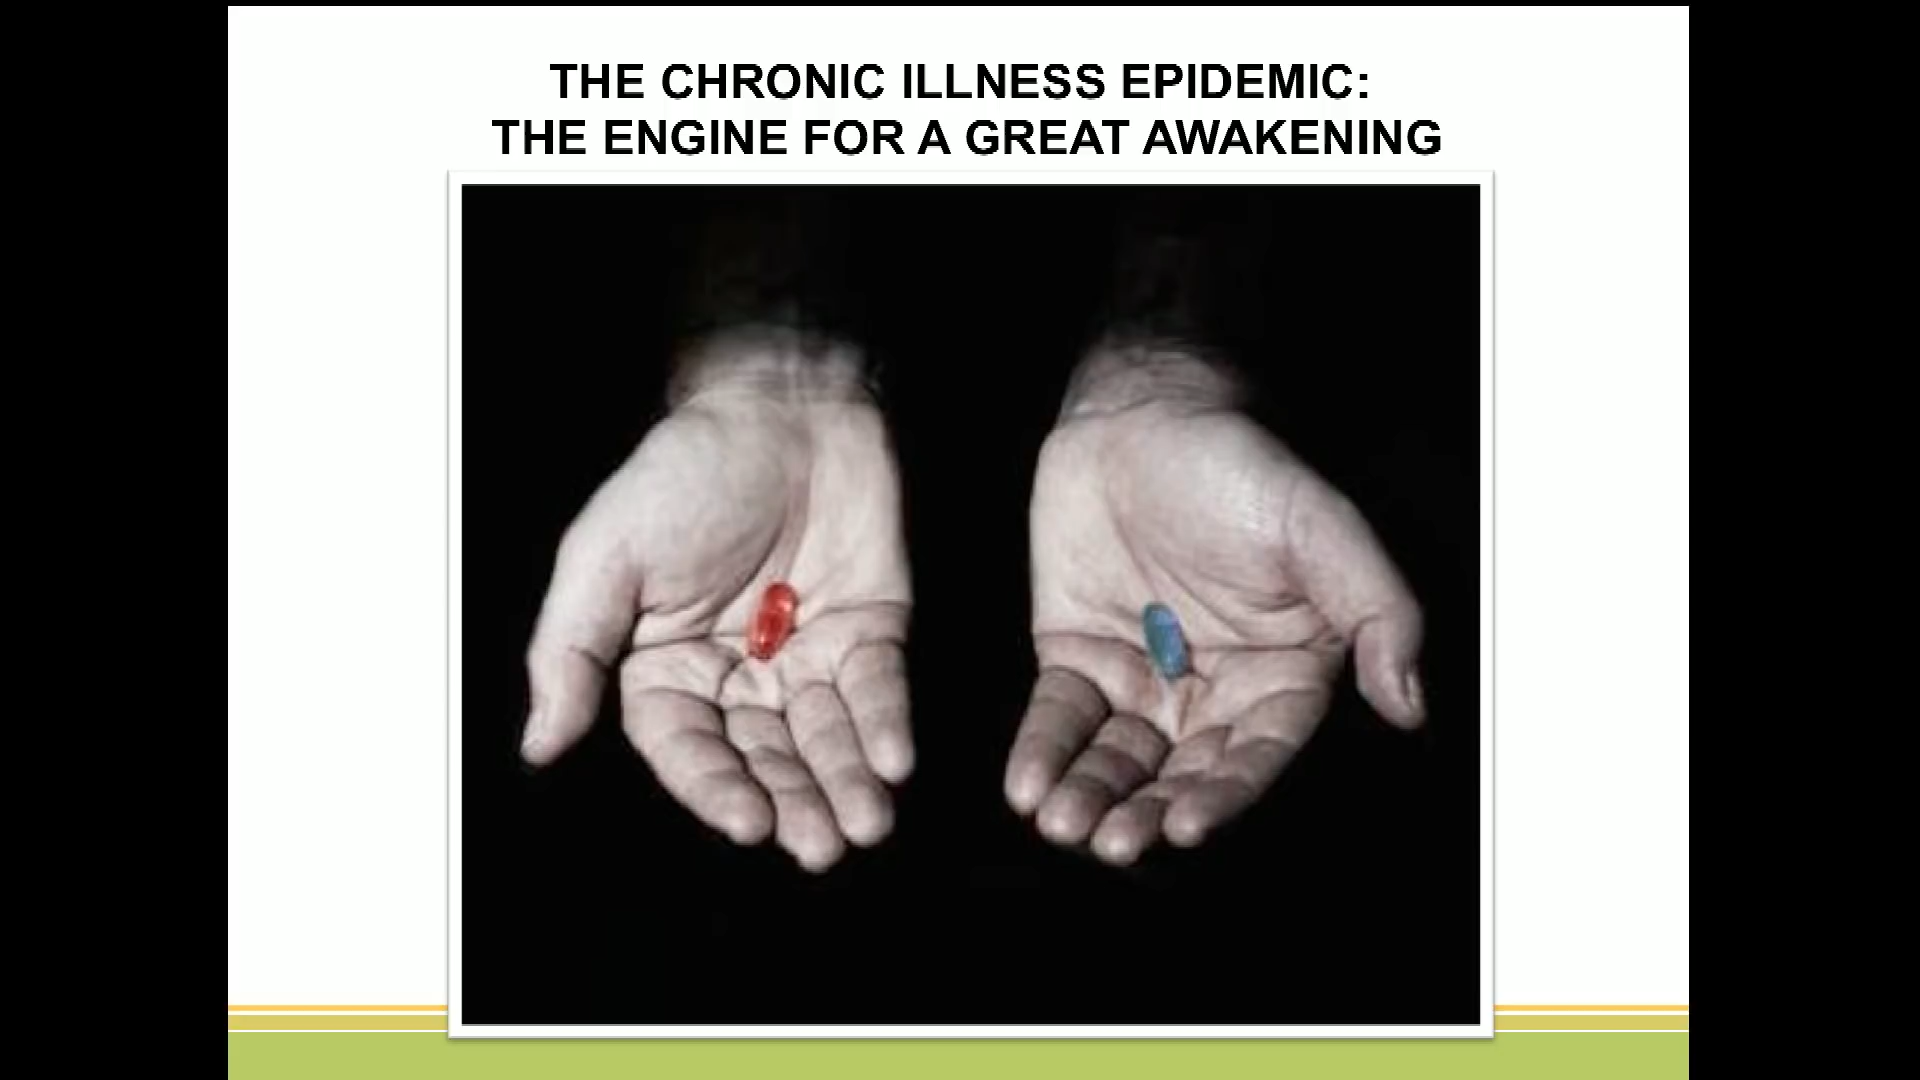 THE CHRONIC ILLNESS EPIDEMIC:
THE ENGINE FOR A GREAT AWAKENING